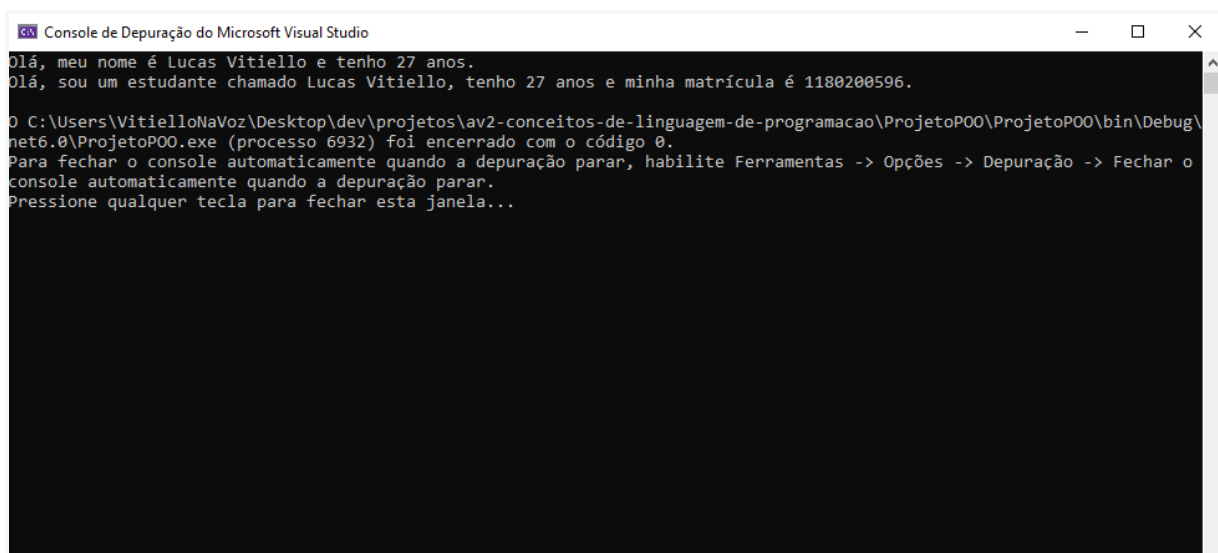 Console de Depuração do Microsoft Visual Studio
Olá, meu nome é Lucas Vitiello e tenho 27 anos.
Olá, sou um estudante chamado Lucas Vitiello, tenho 27 anos e minha matrícula é 1180200596.
O C:\Users\VitielloNaVoz\Desktop\dev\projetos\av2-conceitos-de-linguagem-de-programacao\ProjetoPOO\ProjetoPOO\bin\Debug\
net6.0\ProjetoPOO.exe (processo 6932) foi encerrado com o código 0.
Para fechar o console automaticamente quando a depuração parar, habilite Ferramentas -> Opções -> Depuração -> Fechar o
console automaticamente quando a depuração parar.
Pressione qualquer tecla para fechar esta janela...